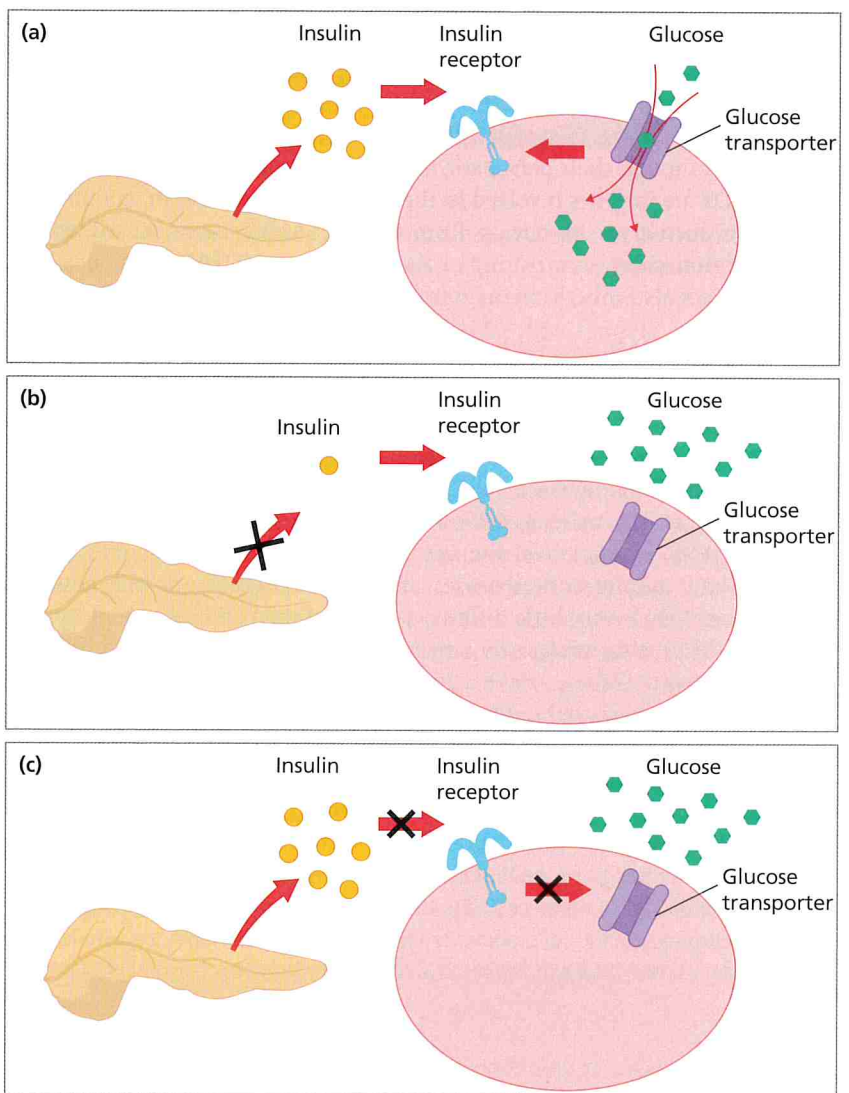 (a)
Insulin
Insulin
receptor
Glucose
Glucose
transporter
(b)
Insulin
Insulin
receptor
Glucose
Glucose
transporter
(c)
Insulin
Insulin
receptor
Glucose
Glucose
transporter